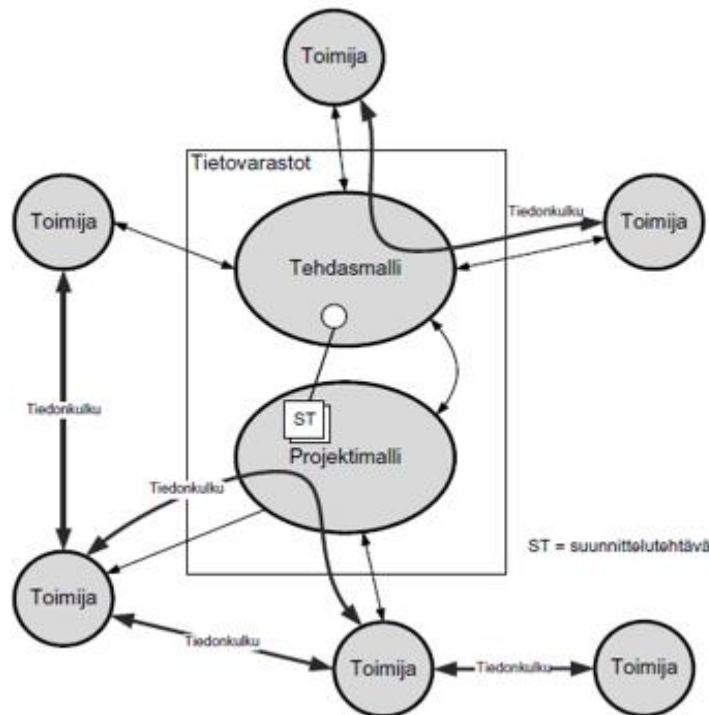 Toimija
Tietovarastot
Toimija
Tiedonkulku
Toimija
Tehdasmalli
Tiedonkulku
ST
Projektimalli
Tiedonkulku
ST = suunnittelutehtävä
Toimija
Tiedonkulku
Toimija
Tiedonkulku
Toimija